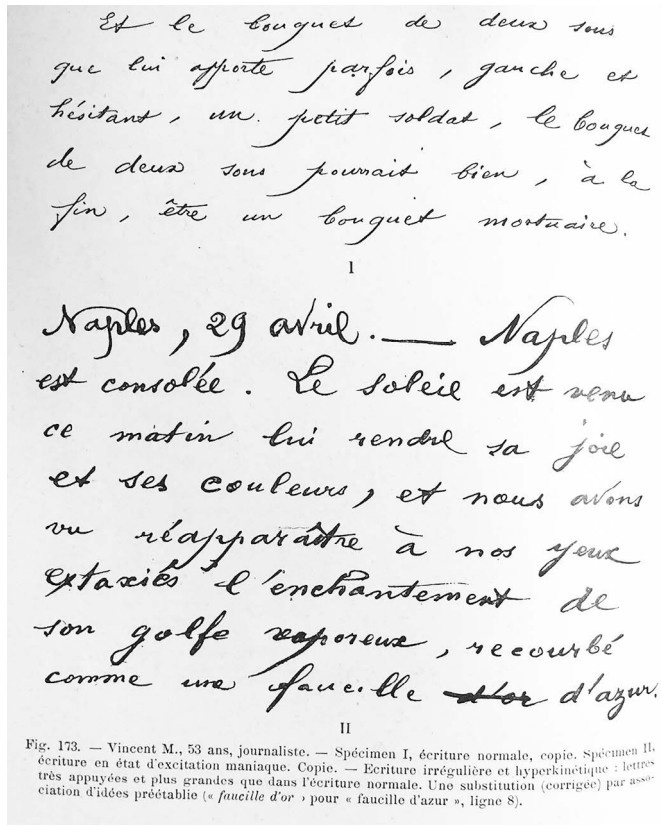 Et le bouquet de deux sous
que lui apporte parfois, gauche et
hésitant, un petit soldat, le bouquet
de deux sous pourrait bien, à la
fin, être un bouquet mortuaire.
I
Naples, 29 avril. — Naples
est consolée. Le soleil est venu
ce matin lui rendre sa joie
et ses couleurs, et nous avons
vu réapparaître à nos yeux
extaxiés l'enchantement de
son golfe vaporeux, recourbé
comme une faucille d'or d'azur.
II
Fig. 173. — Vincent M., 53 ans, journaliste. — Spécimen I, écriture normale, copie. Spécimen II,
écriture en état d'excitation maniaque. Copie. — Ecriture irrégulière et hyperkinétique : lettres
très appuyées et plus grandes que dans l'écriture normale. Une substitution (corrigée) par asso-
ciation d'idées préétablie (« faucille d'or » pour « faucille d'azur », ligne 8).